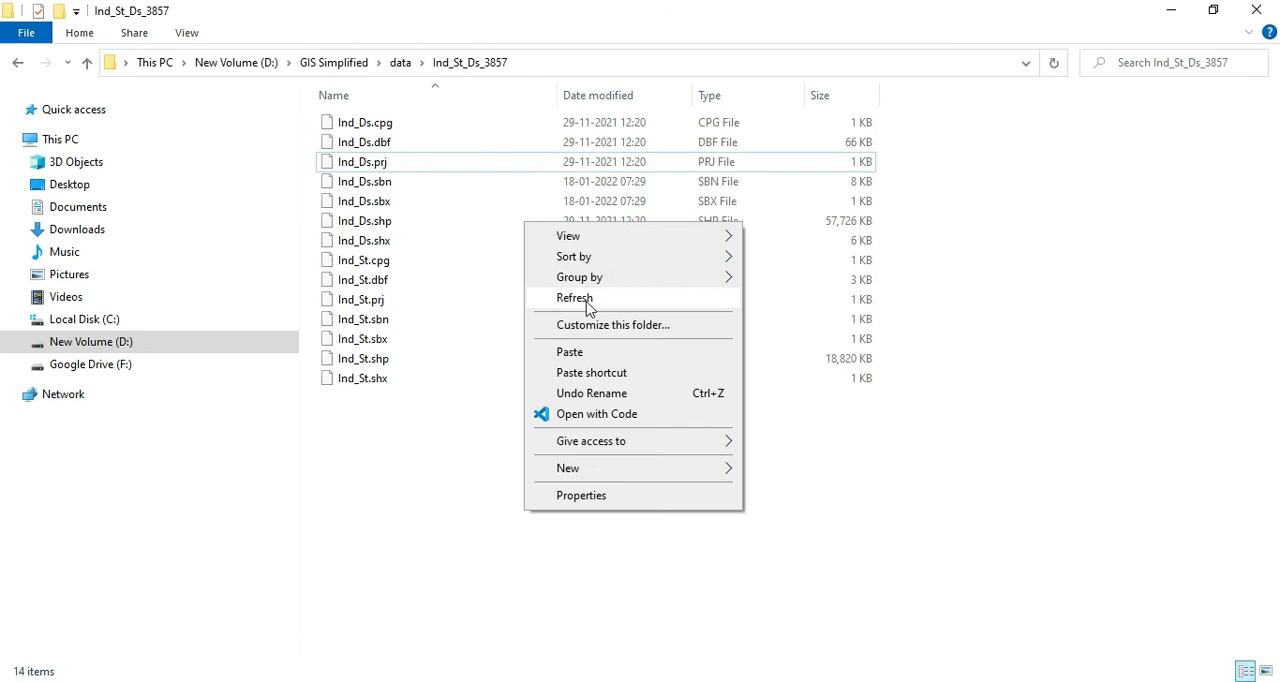 Ind_St_Ds_3857
File Home Share View
This PC › New Volume (D:) › GIS Simplified › data › Ind_St_Ds_3857
Search Ind_St_Ds_3857
Name Date modified Type Size
Quick access
This PC
3D Objects
Desktop
Documents
Downloads
Music
Pictures
Videos
Local Disk (C:)
New Volume (D:)
Google Drive (F:)
Network
Ind_Ds.cpg 29-11-2021 12:20 CPG File 1 KB
Ind_Ds.dbf 29-11-2021 12:20 DBF File 66 KB
Ind_Ds.prj 29-11-2021 12:20 PRJ File 1 KB
Ind_Ds.sbn 18-01-2022 07:29 SBN File 8 KB
Ind_Ds.sbx 18-01-2022 07:29 SBX File 1 KB
Ind_Ds.shp 29-11-2021 12:20 SHP File 57,726 KB
Ind_Ds.shx 6 KB
Ind_St.cpg 1 KB
Ind_St.dbf 3 KB
Ind_St.prj 1 KB
Ind_St.sbn 1 KB
Ind_St.sbx 1 KB
Ind_St.shp 18,820 KB
Ind_St.shx 1 KB
View
Sort by
Group by
Refresh
Customize this folder...
Paste
Paste shortcut
Undo Rename Ctrl+Z
Open with Code
Give access to
New
Properties
14 items